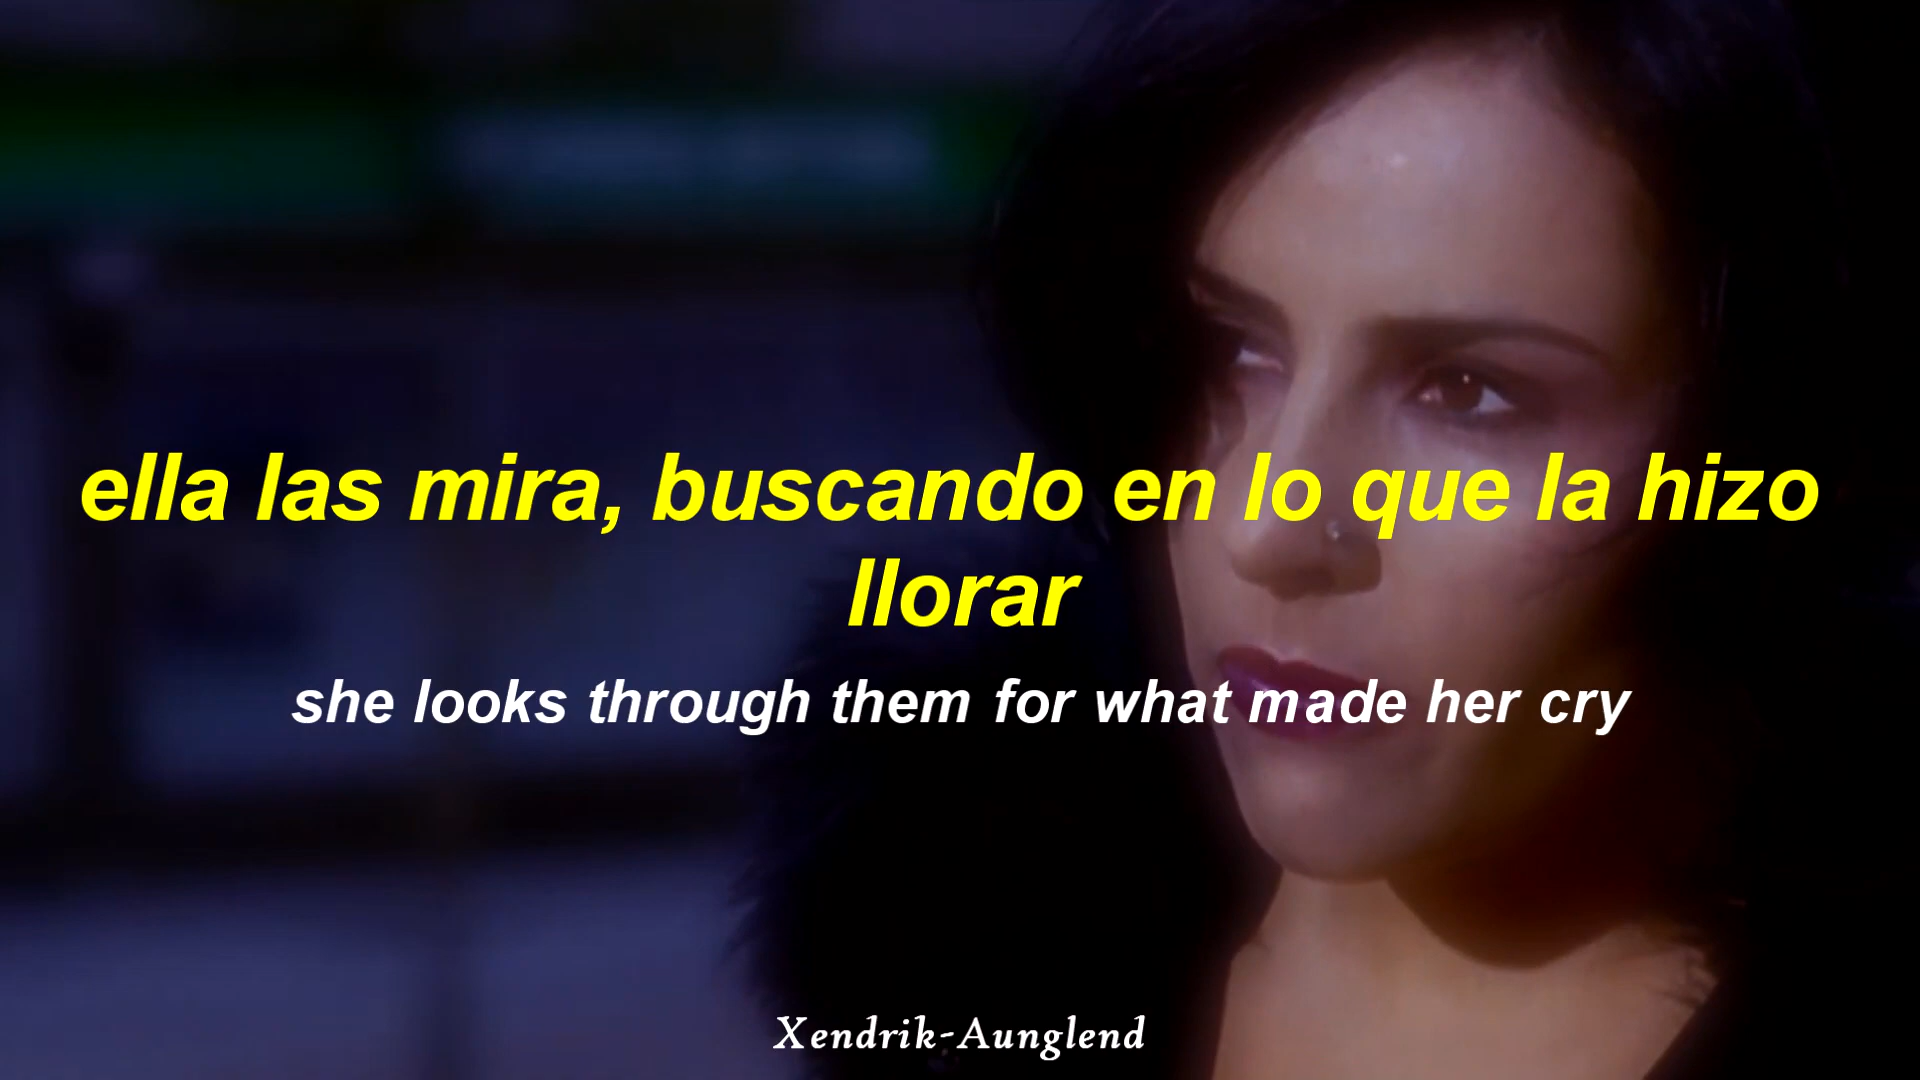 ella las mira, buscando en lo que la hizo
llorar
she looks through them for what made her cry
Xendrik-Aunglend